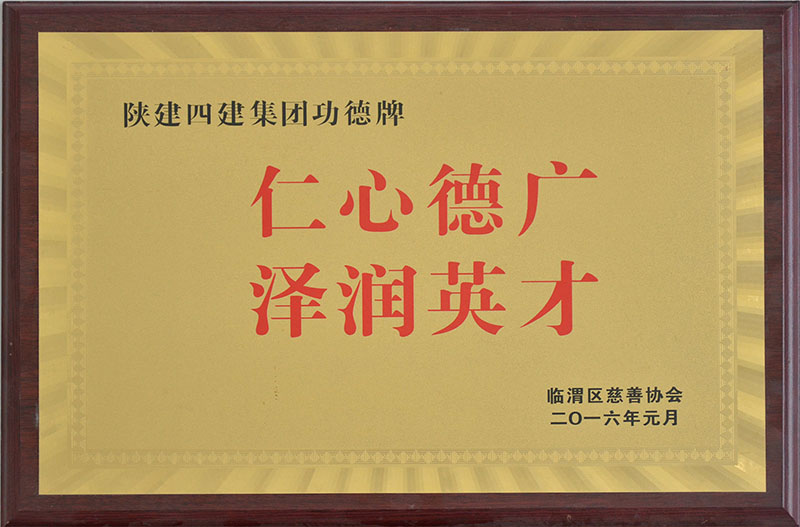 陕建四建集团功德牌
仁心德广
泽润英才
临渭区慈善协会
二〇一六年元月